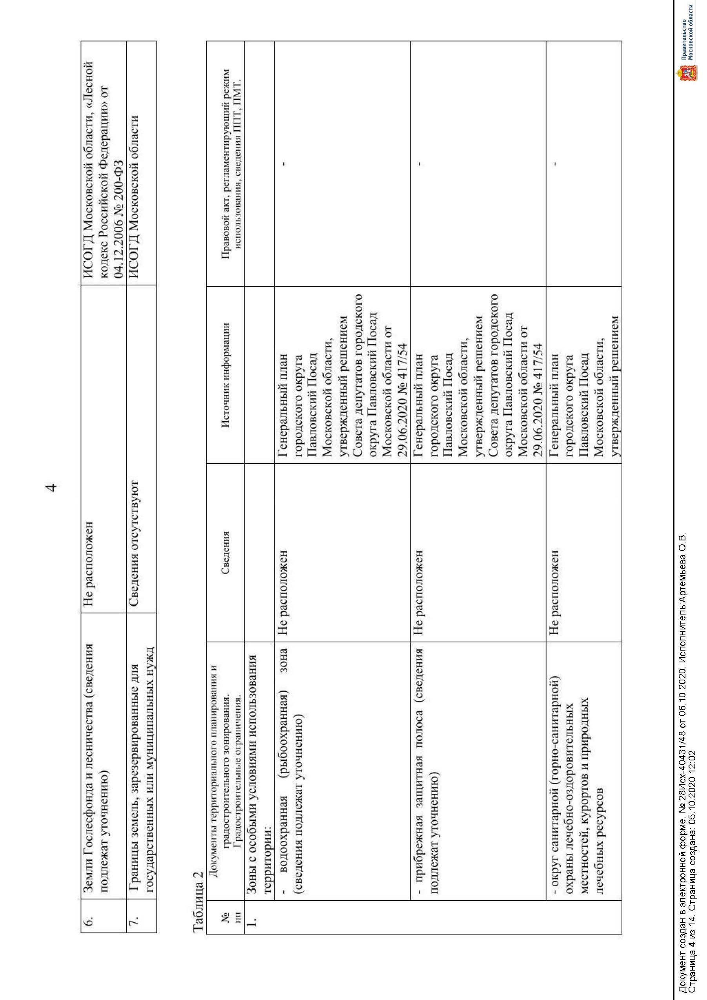 4
6.
Земли Гослесфонда и лесничества (сведения
подлежат уточнению)
Не расположен
ИСОГД Московской области, «Лесной
кодекс Российской Федерации» от
04.12.2006 № 200-ФЗ
7.
Границы земель, зарезервированные для
государственных или муниципальных нужд
Сведения отсутствуют
ИСОГД Московской области
Таблица 2
№
пп
Документы территориального планирования и
градостроительного зонирования.
Градостроительные ограничения.
Сведения
Источник информации
Правовой акт, регламентирующий режим
использования, сведения ППТ, ПМТ.
1.
Зоны с особыми условиями использования
территории:
- водоохранная (рыбоохранная) зона
(сведения подлежат уточнению)
Не расположен
Генеральный план
городского округа
Павловский Посад
Московской области,
утвержденный решением
Совета депутатов городского
округа Павловский Посад
Московской области от
29.06.2020 № 417/54
-
- прибрежная защитная полоса (сведения
подлежат уточнению)
Не расположен
Генеральный план
городского округа
Павловский Посад
Московской области,
утвержденный решением
Совета депутатов городского
округа Павловский Посад
Московской области от
29.06.2020 № 417/54
-
- округ санитарной (горно-санитарной)
охраны лечебно-оздоровительных
местностей, курортов и природных
лечебных ресурсов
Не расположен
Генеральный план
городского округа
Павловский Посад
Московской области,
утвержденный решением
-
Документ создан в электронной форме. № 28Исх-40431/48 от 06.10.2020. Исполнитель:Артемьева О.В.
Страница 4 из 14. Страница создана: 05.10.2020 12:02
Правительство
Московской области